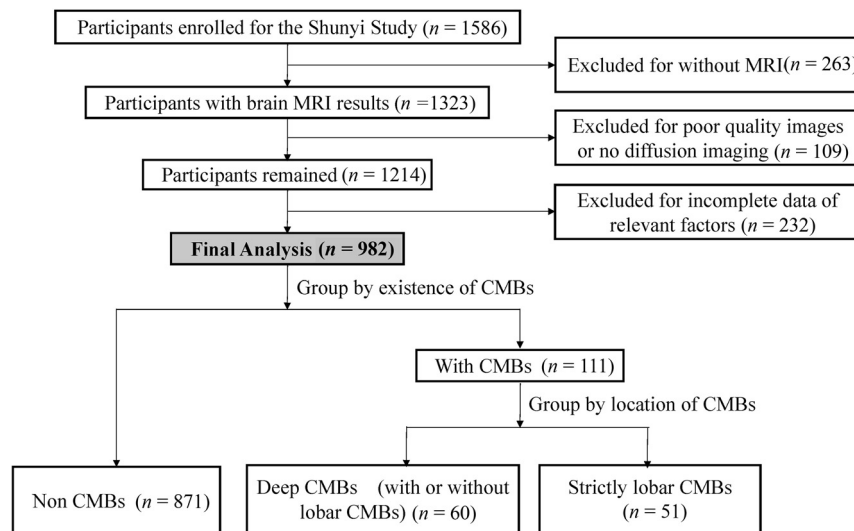 Participants enrolled for the Shunyi Study (n = 1586)
Excluded for without MRI(n = 263)
Participants with brain MRI results (n =1323)
Excluded for poor quality images
or no diffusion imaging (n = 109)
Participants remained (n = 1214)
Excluded for incomplete data of
relevant factors (n = 232)
Final Analysis (n = 982)
Group by existence of CMBs
With CMBs (n = 111)
Group by location of CMBs
Non CMBs (n = 871)
Deep CMBs (with or without
lobar CMBs) (n = 60)
Strictly lobar CMBs
(n = 51)